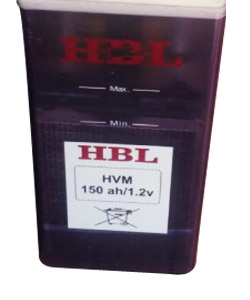 HBL
Max.
Min.
HBL
HVM
150 ah/1.2v